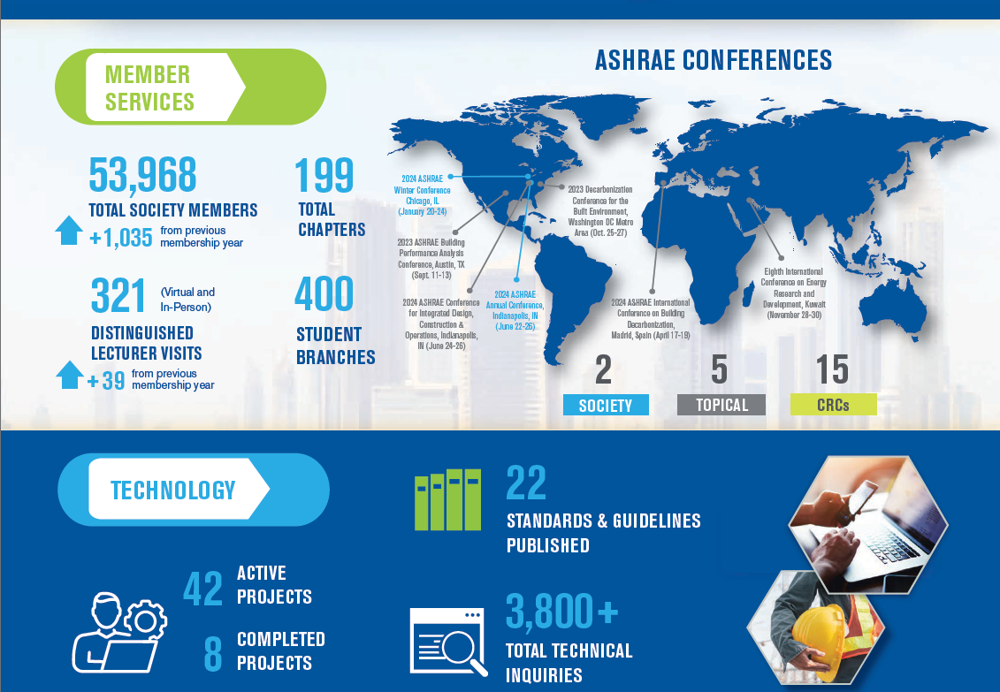 MEMBER
SERVICES
53,968
TOTAL SOCIETY MEMBERS
+1,035
from previous
membership year
199
TOTAL
CHAPTERS
321
(Virtual and
In-Person)
DISTINGUISHED
LECTURER VISITS
+39
from previous
membership year
400
STUDENT
BRANCHES
ASHRAE CONFERENCES
2024 ASHRAE
Winter Conference
Chicago, IL
(January 20-24)
2023 Decarbonization
Conference for the
Built Environment,
Washington DC Metro
Area (Oct. 25-27)
2023 ASHRAE Building
Performance Analysis
Conference, Austin, TX
(Sept. 11-13)
2024 ASHRAE Conference
for Integrated Design,
Construction &
Operations, Indianapolis,
IN (June 24-26)
2024 ASHRAE
Annual Conference,
Indianapolis, IN
(June 22-26)
2024 ASHRAE International
Conference on Building
Decarbonization,
Madrid, Spain (April 17-19)
Eighth International
Conference on Energy
Research and
Development, Kuwait
(November 28-30)
2
SOCIETY
5
TOPICAL
15
CRCs
TECHNOLOGY
42
ACTIVE
PROJECTS
8
COMPLETED
PROJECTS
22
STANDARDS & GUIDELINES
PUBLISHED
3,800+
TOTAL TECHNICAL
INQUIRIES